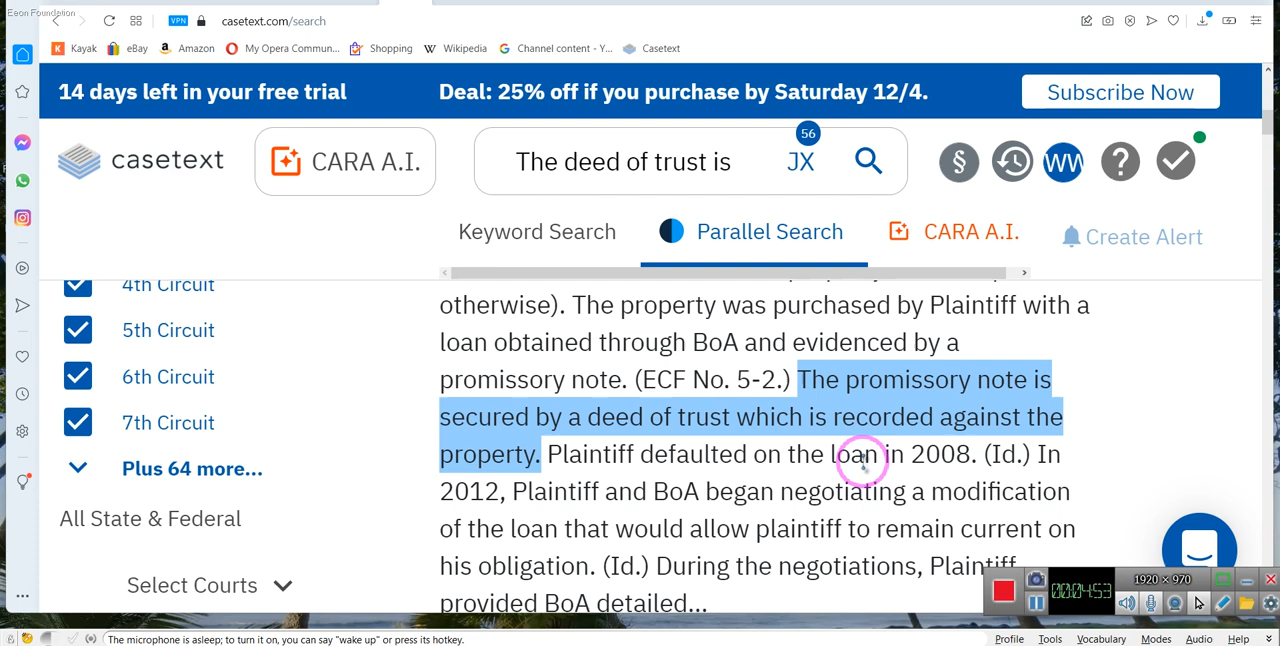 Eeon Foundation
VPN casetext.com/search
Kayak eBay Amazon My Opera Commun... Shopping Wikipedia Channel content - Y... Casetext
14 days left in your free trial Deal: 25% off if you purchase by Saturday 12/4. Subscribe Now
casetext CARA A.I. The deed of trust is 56 JX § WW ?
Keyword Search Parallel Search CARA A.I. Create Alert
4th Circuit
5th Circuit
6th Circuit
7th Circuit
Plus 64 more...
All State & Federal
Select Courts
otherwise). The property was purchased by Plaintiff with a
loan obtained through BoA and evidenced by a
promissory note. (ECF No. 5-2.) The promissory note is
secured by a deed of trust which is recorded against the
property. Plaintiff defaulted on the loan in 2008. (Id.) In
2012, Plaintiff and BoA began negotiating a modification
of the loan that would allow plaintiff to remain current on
his obligation. (Id.) During the negotiations, Plaintiff
provided BoA detailed...
00:04:53 1920 × 970
The microphone is asleep; to turn it on, you can say "wake up" or press its hotkey. Profile Tools Vocabulary Modes Audio Help